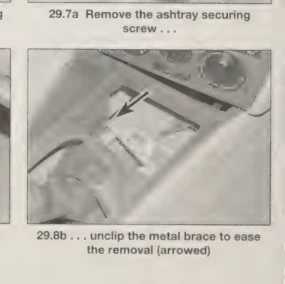 29.7a Remove the ashtray securing
screw . . .
29.8b . . . unclip the metal brace to ease
the removal (arrowed)